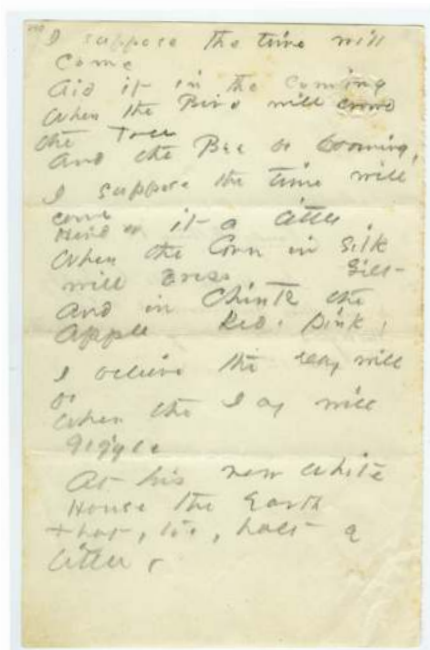 I suppose the time will
come
Aid it in the coming
When the Bird will crowd
the Tree
And the Bee be booming,
I suppose the time will
come
Hinder it a little
When the Corn in Silk
will Dress Gilt -
And in Chintz the
Apple Red. Pink,
I believe the Day will
be
When the Jay will
giggle
At his new white
House the Earth
That, too, halt a
little,